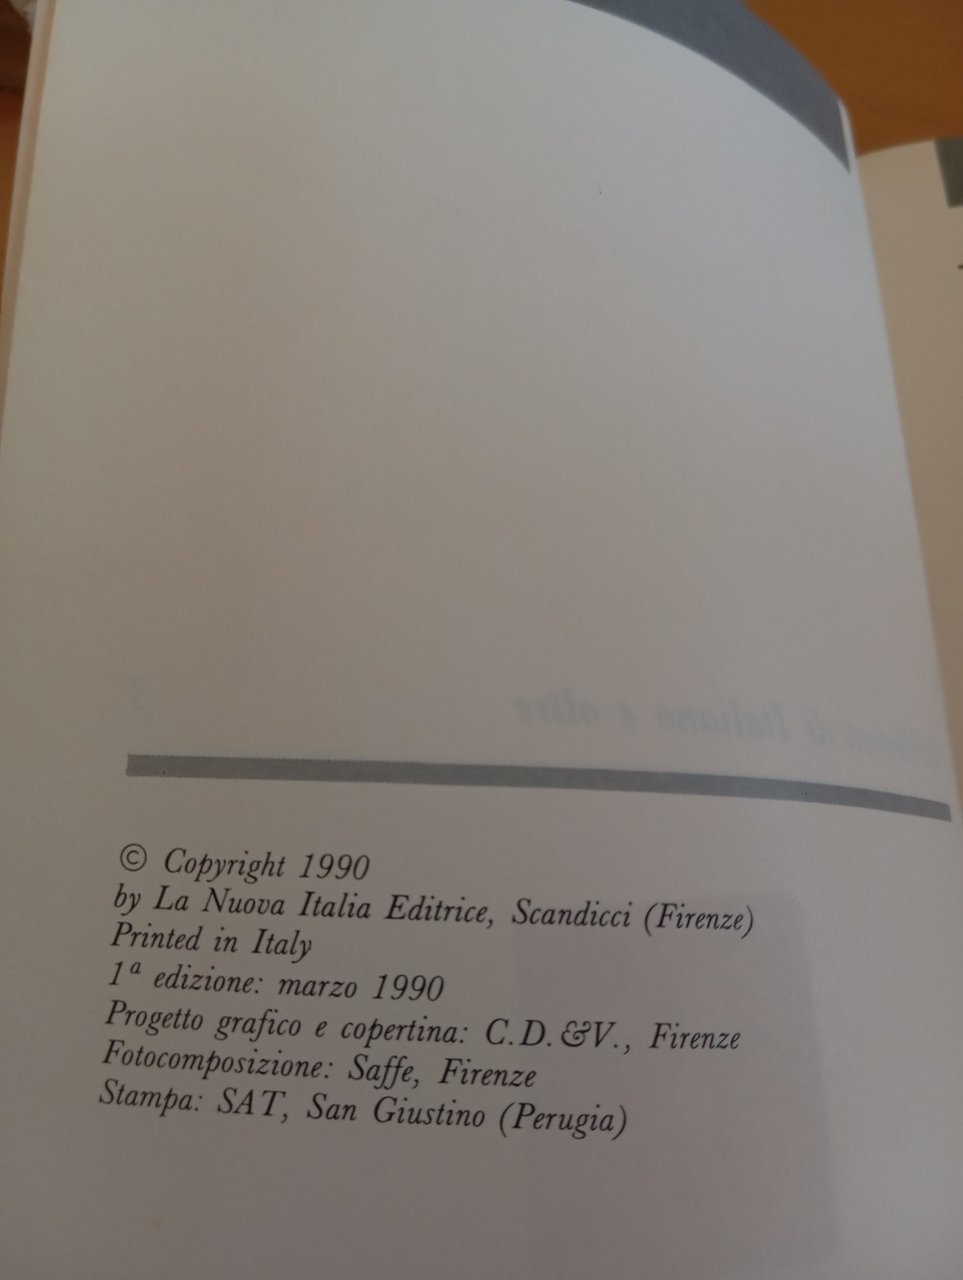 © Copyright 1990
by La Nuova Italia Editrice, Scandicci (Firenze)
Printed in Italy
1ª edizione: marzo 1990
Progetto grafico e copertina: C.D.&V., Firenze
Fotocomposizione: Saffe, Firenze
Stampa: SAT, San Giustino (Perugia)